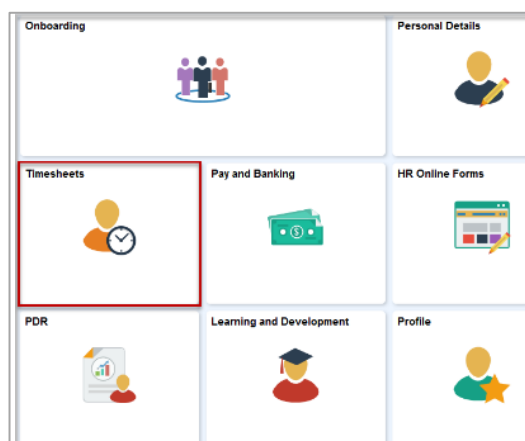 Onboarding
Personal Details
Timesheets
Pay and Banking
HR Online Forms
PDR
Learning and Development
Profile